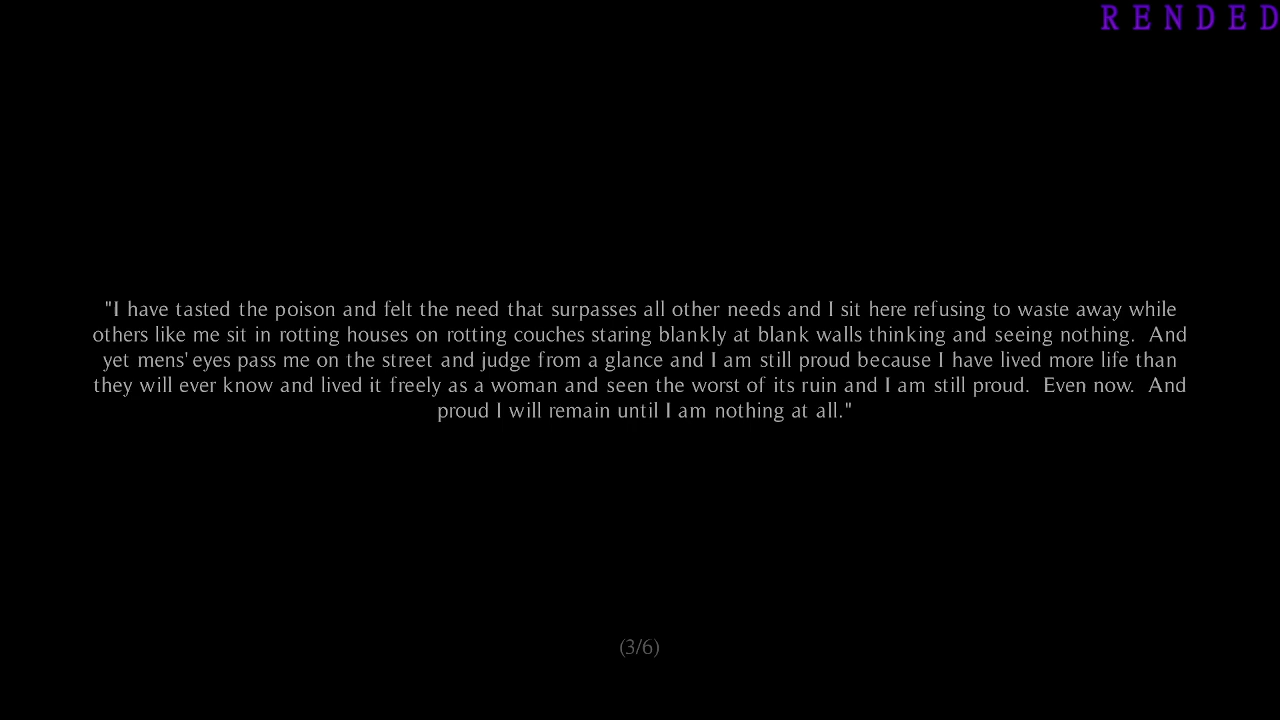 R E N D E D
"I have tasted the poison and felt the need that surpasses all other needs and I sit here refusing to waste away while
others like me sit in rotting houses on rotting couches staring blankly at blank walls thinking and seeing nothing.  And
yet mens' eyes pass me on the street and judge from a glance and I am still proud because I have lived more life than
they will ever know and lived it freely as a woman and seen the worst of its ruin and I am still proud.  Even now.  And
proud I will remain until I am nothing at all."
(3/6)